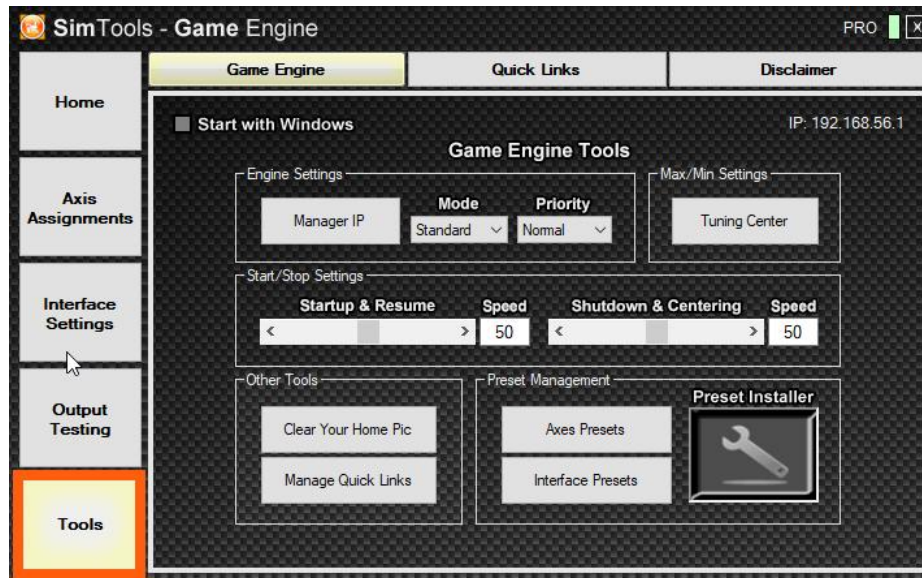 SimTools - Game Engine
PRO
X
Game Engine
Quick Links
Disclaimer
Home
Axis
Assignments
Interface
Settings
Output
Testing
Tools
Start with Windows
IP: 192.168.56.1
Game Engine Tools
Engine Settings
Manager IP
Mode
Standard
Priority
Normal
Max/Min Settings
Tuning Center
Start/Stop Settings
Startup & Resume
Speed
50
Shutdown & Centering
Speed
50
Other Tools
Clear Your Home Pic
Manage Quick Links
Preset Management
Axes Presets
Interface Presets
Preset Installer